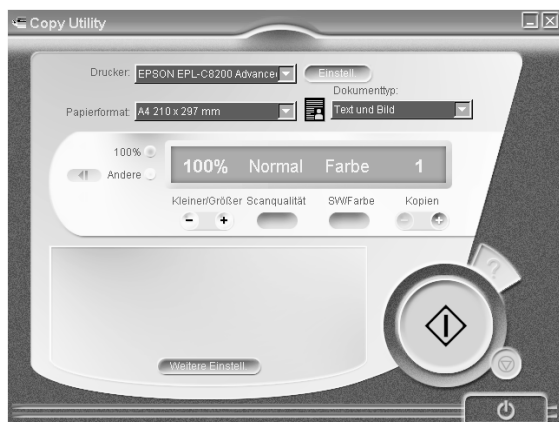 Copy Utility
Drucker: EPSON EPL-C8200 Advanced Einstell
Dokumenttyp:
Papierformat: A4 210 x 297 mm Text und Bild
100%
Andere
100% Normal Farbe 1
Kleiner/Größer Scanqualität SW/Farbe Kopien
- + - +
?
Weitere Einstell